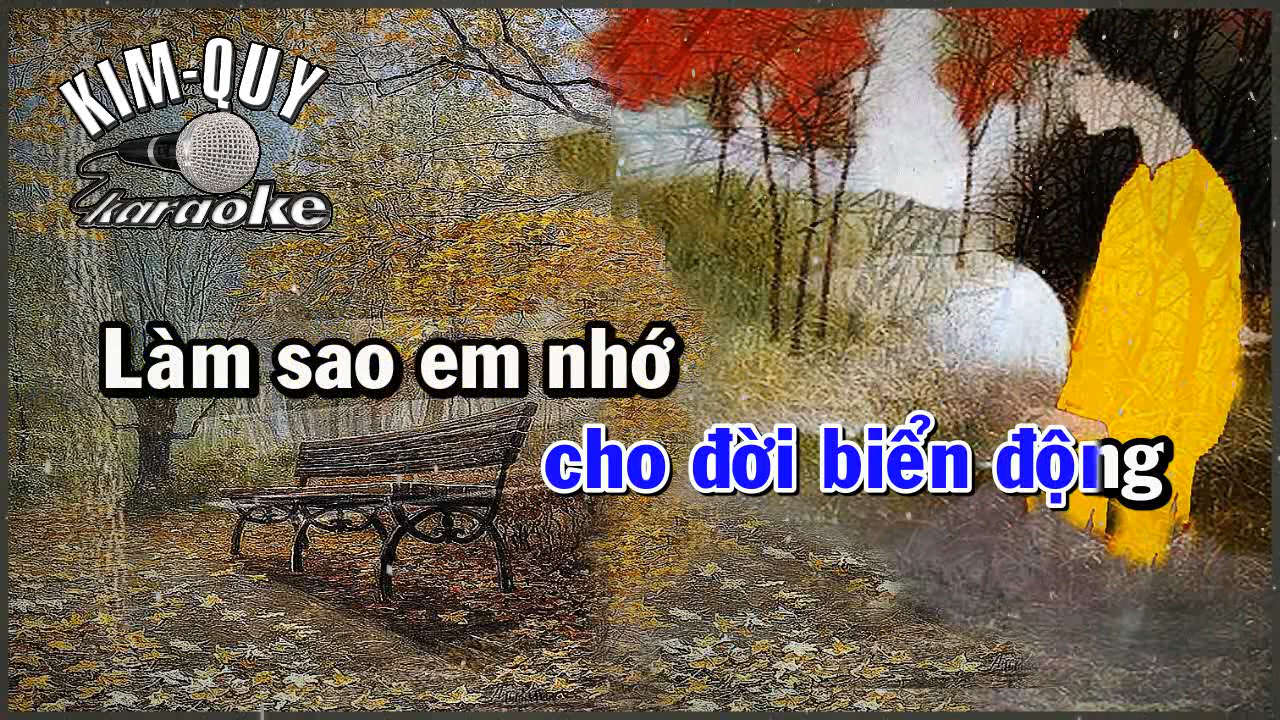 KIM-QUY
karaoke
Làm sao em nhớ
cho đời biển động